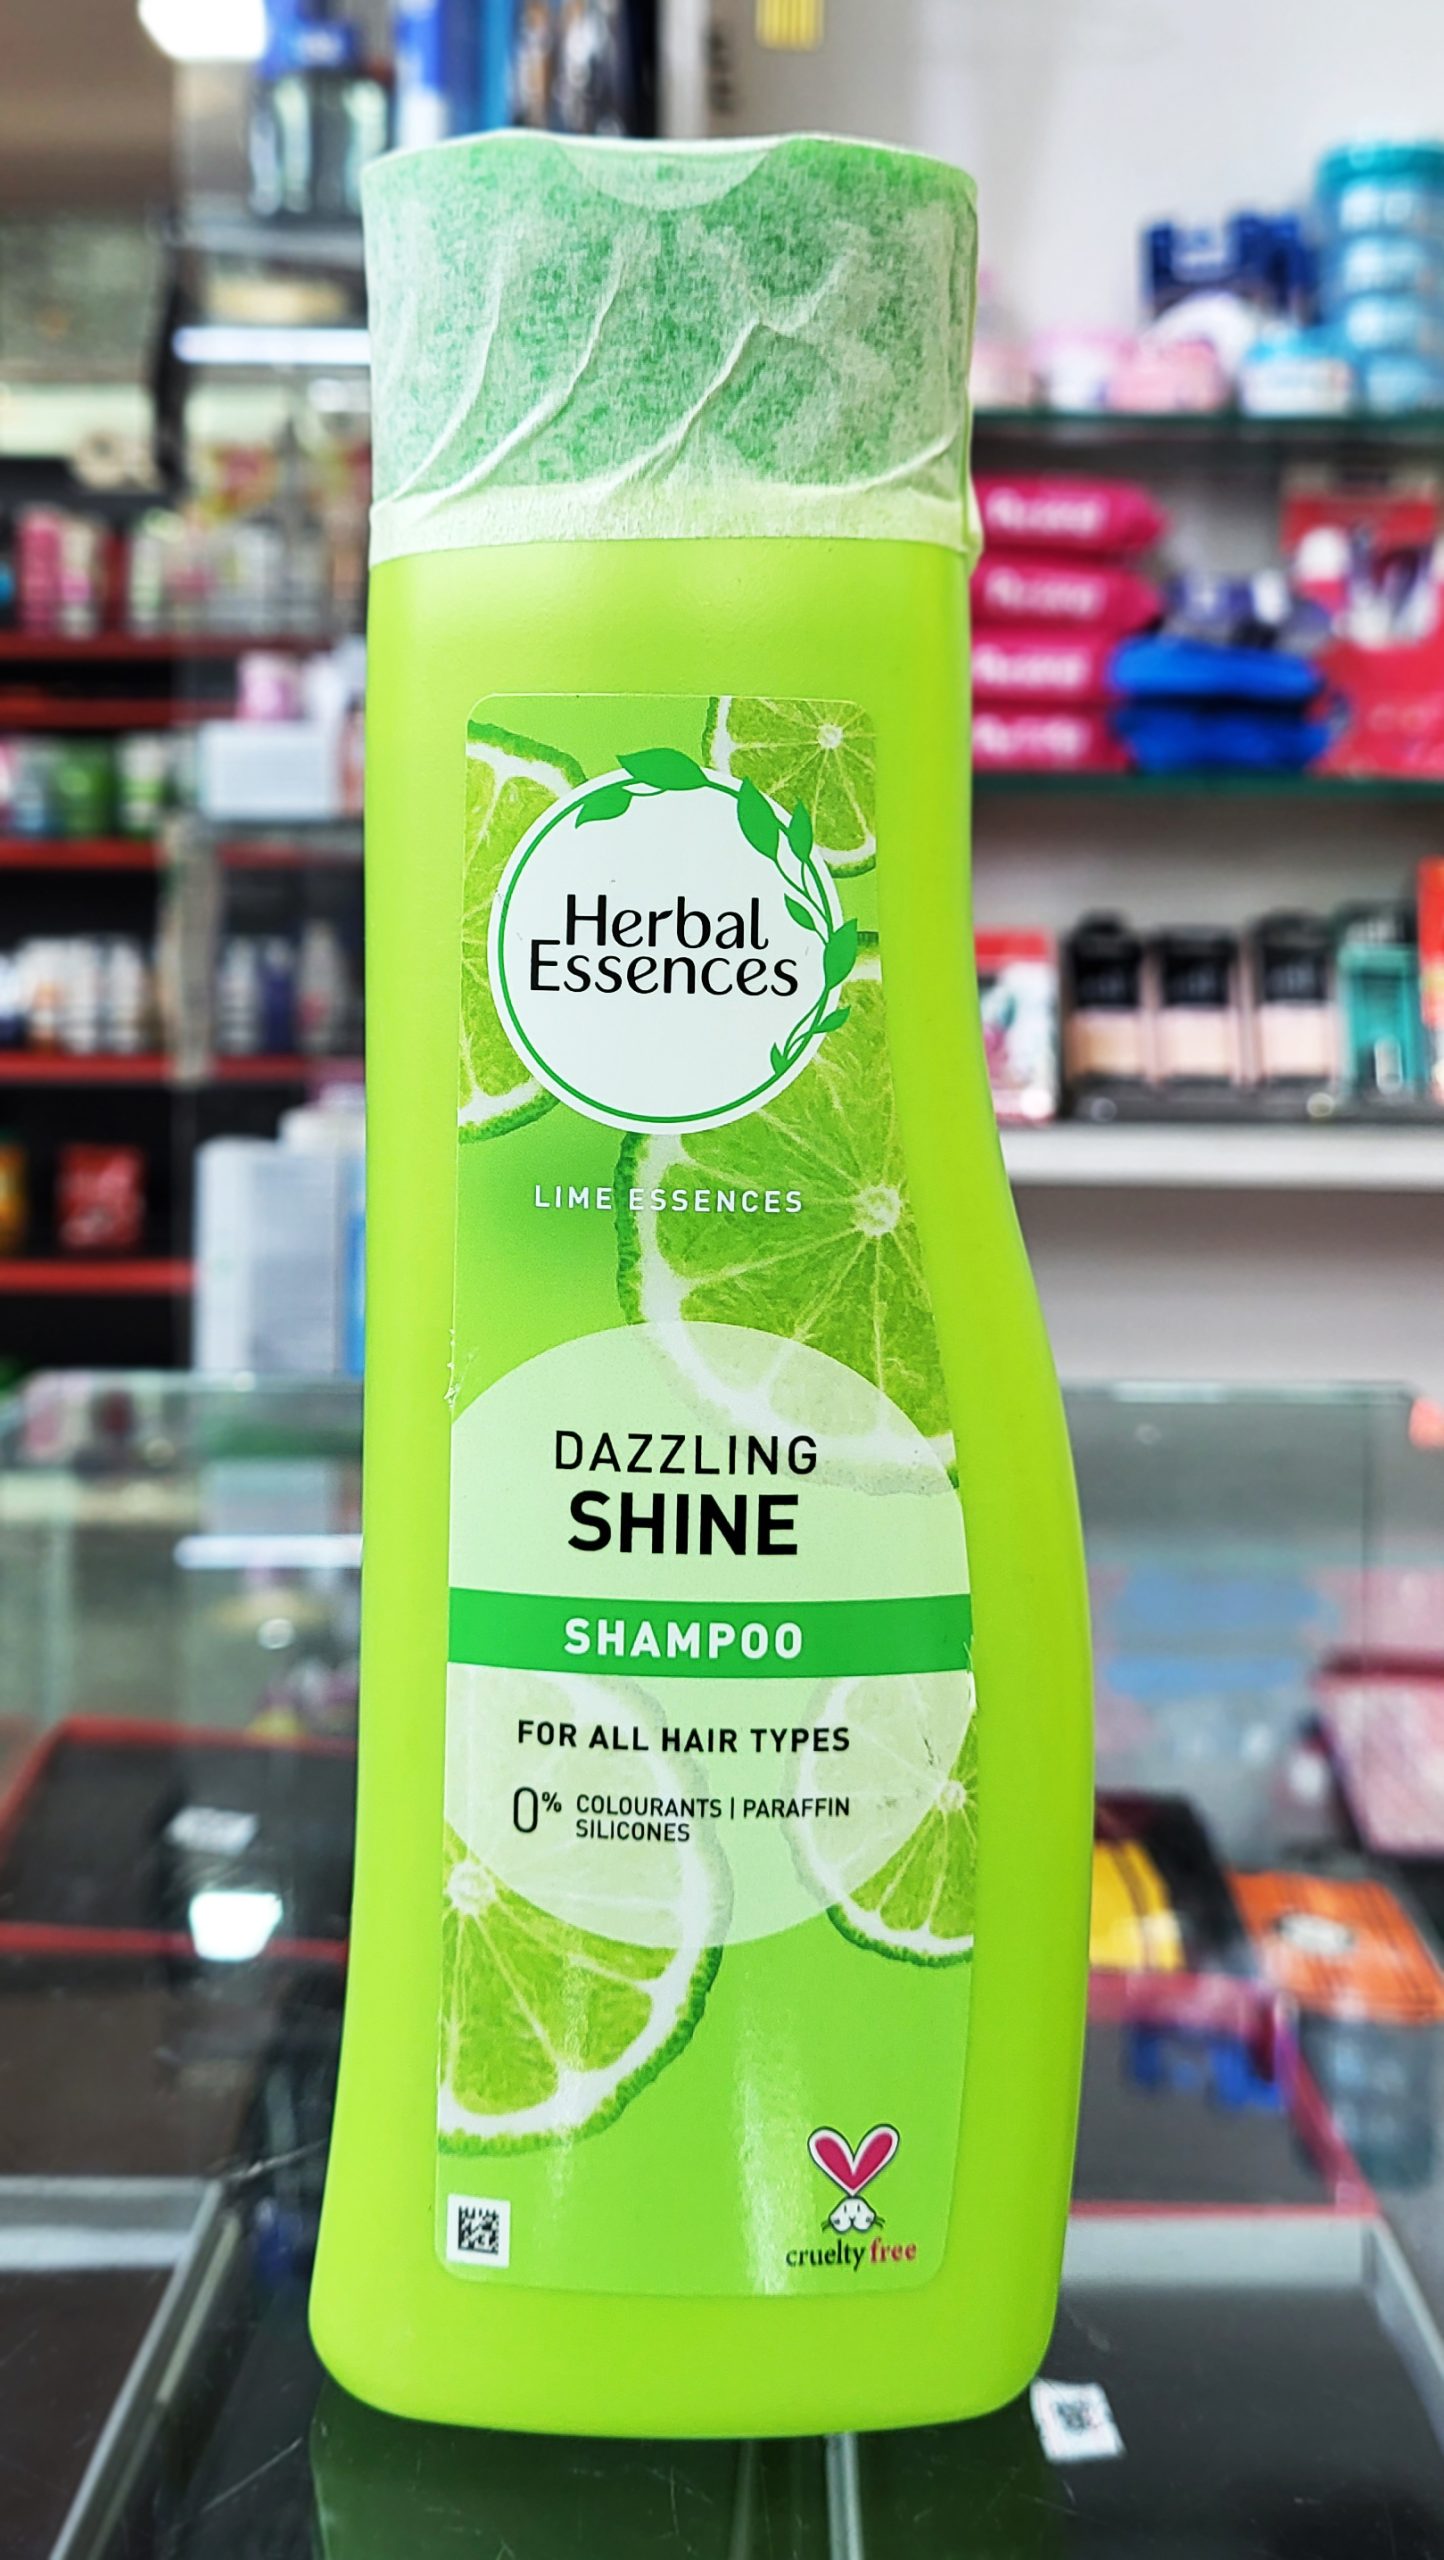 Herbal
Essences
LIME ESSENCES
DAZZLING
SHINE
SHAMPOO
FOR ALL HAIR TYPES
0% COLOURANTS | PARAFFIN
SILICONES
cruelty free